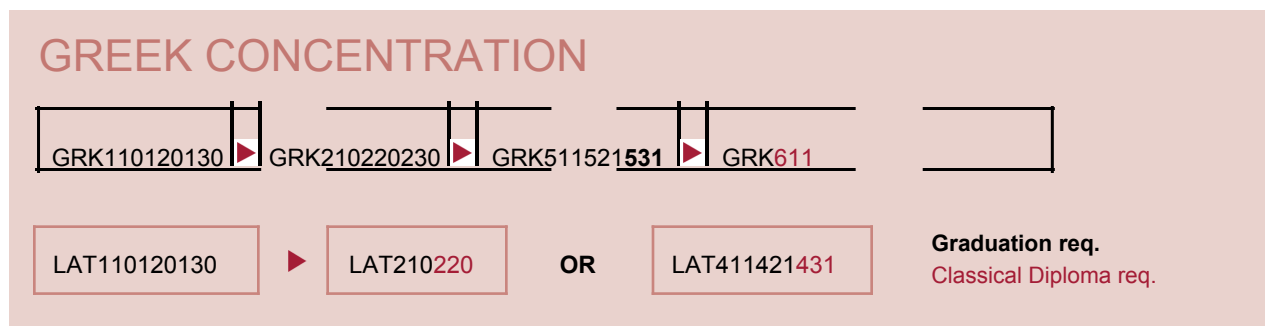 GREEK CONCENTRATION
GRK110120130 ▶ GRK210220230 ▶ GRK511521531 ▶ GRK611
LAT110120130 ▶ LAT210220 OR LAT411421431
Graduation req.
Classical Diploma req.